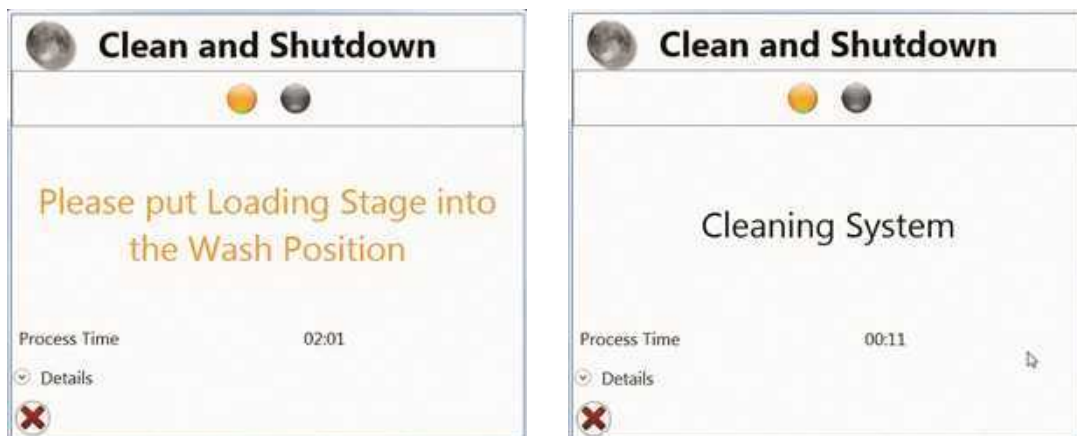 Clean and Shutdown
Please put Loading Stage into
the Wash Position
Process Time 02:01
Details
Clean and Shutdown
Cleaning System
Process Time 00:11
Details